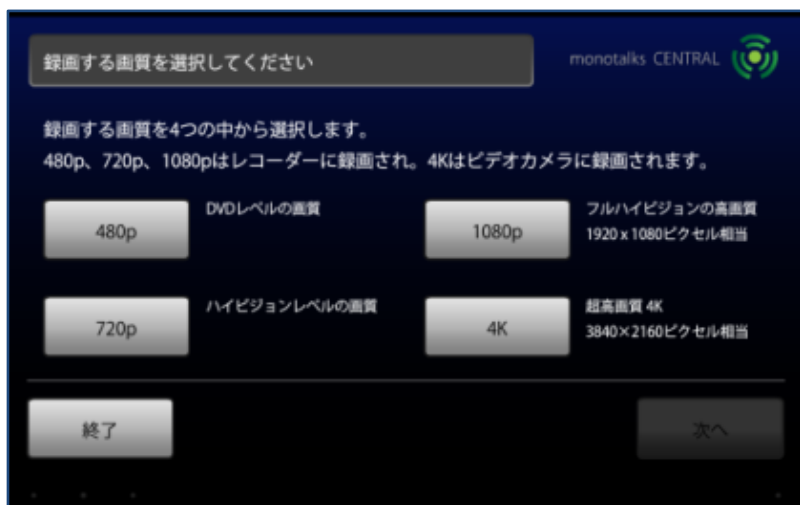 録画する画質を選択してください
monotalks CENTRAL
録画する画質を4つの中から選択します。
480p、720p、1080pはレコーダーに録画され。4Kはビデオカメラに録画されます。
480p
DVDレベルの画質
1080p
フルハイビジョンの高画質
1920 x 1080ピクセル相当
720p
ハイビジョンレベルの画質
4K
超高画質 4K
3840×2160ピクセル相当
終了
次へ